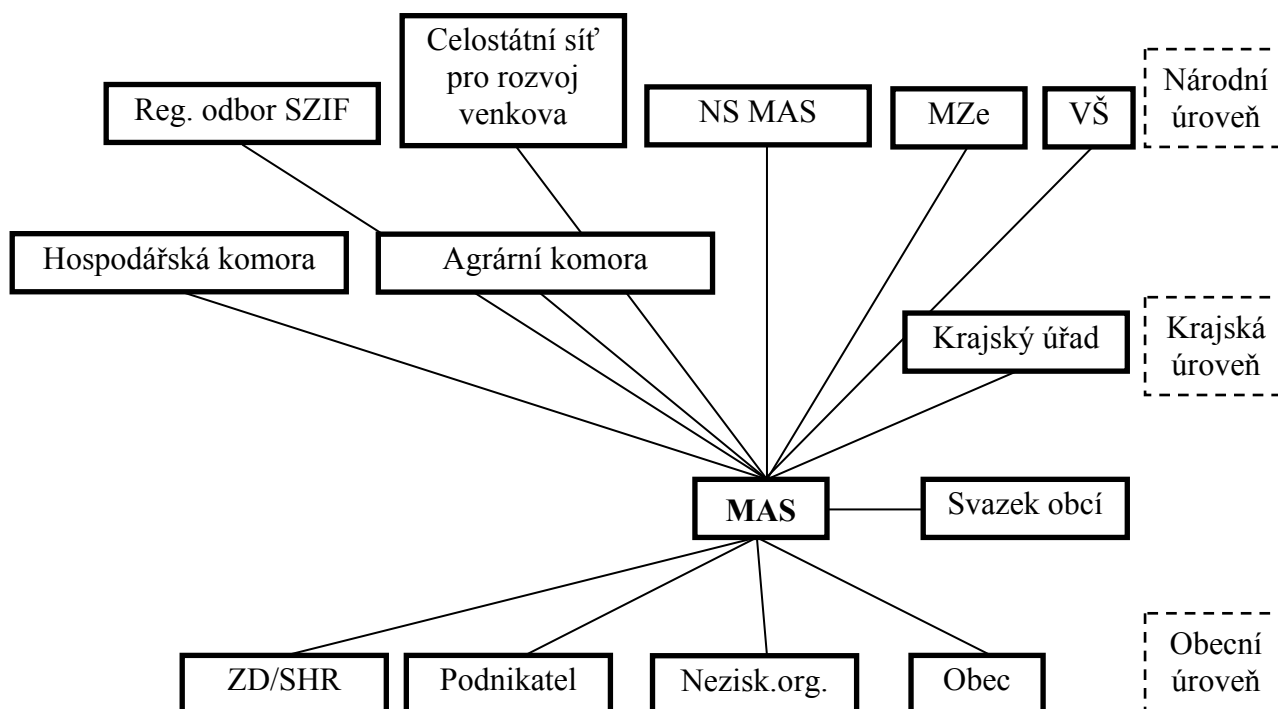 Celostátní síť
pro rozvoj
venkova
Reg. odbor SZIF
NS MAS
MZe
VŠ
Národní
úroveň
Hospodářská komora
Agrární komora
Krajský úřad
Krajská
úroveň
MAS
Svazek obcí
ZD/SHR
Podnikatel
Nezisk.org.
Obec
Obecní
úroveň